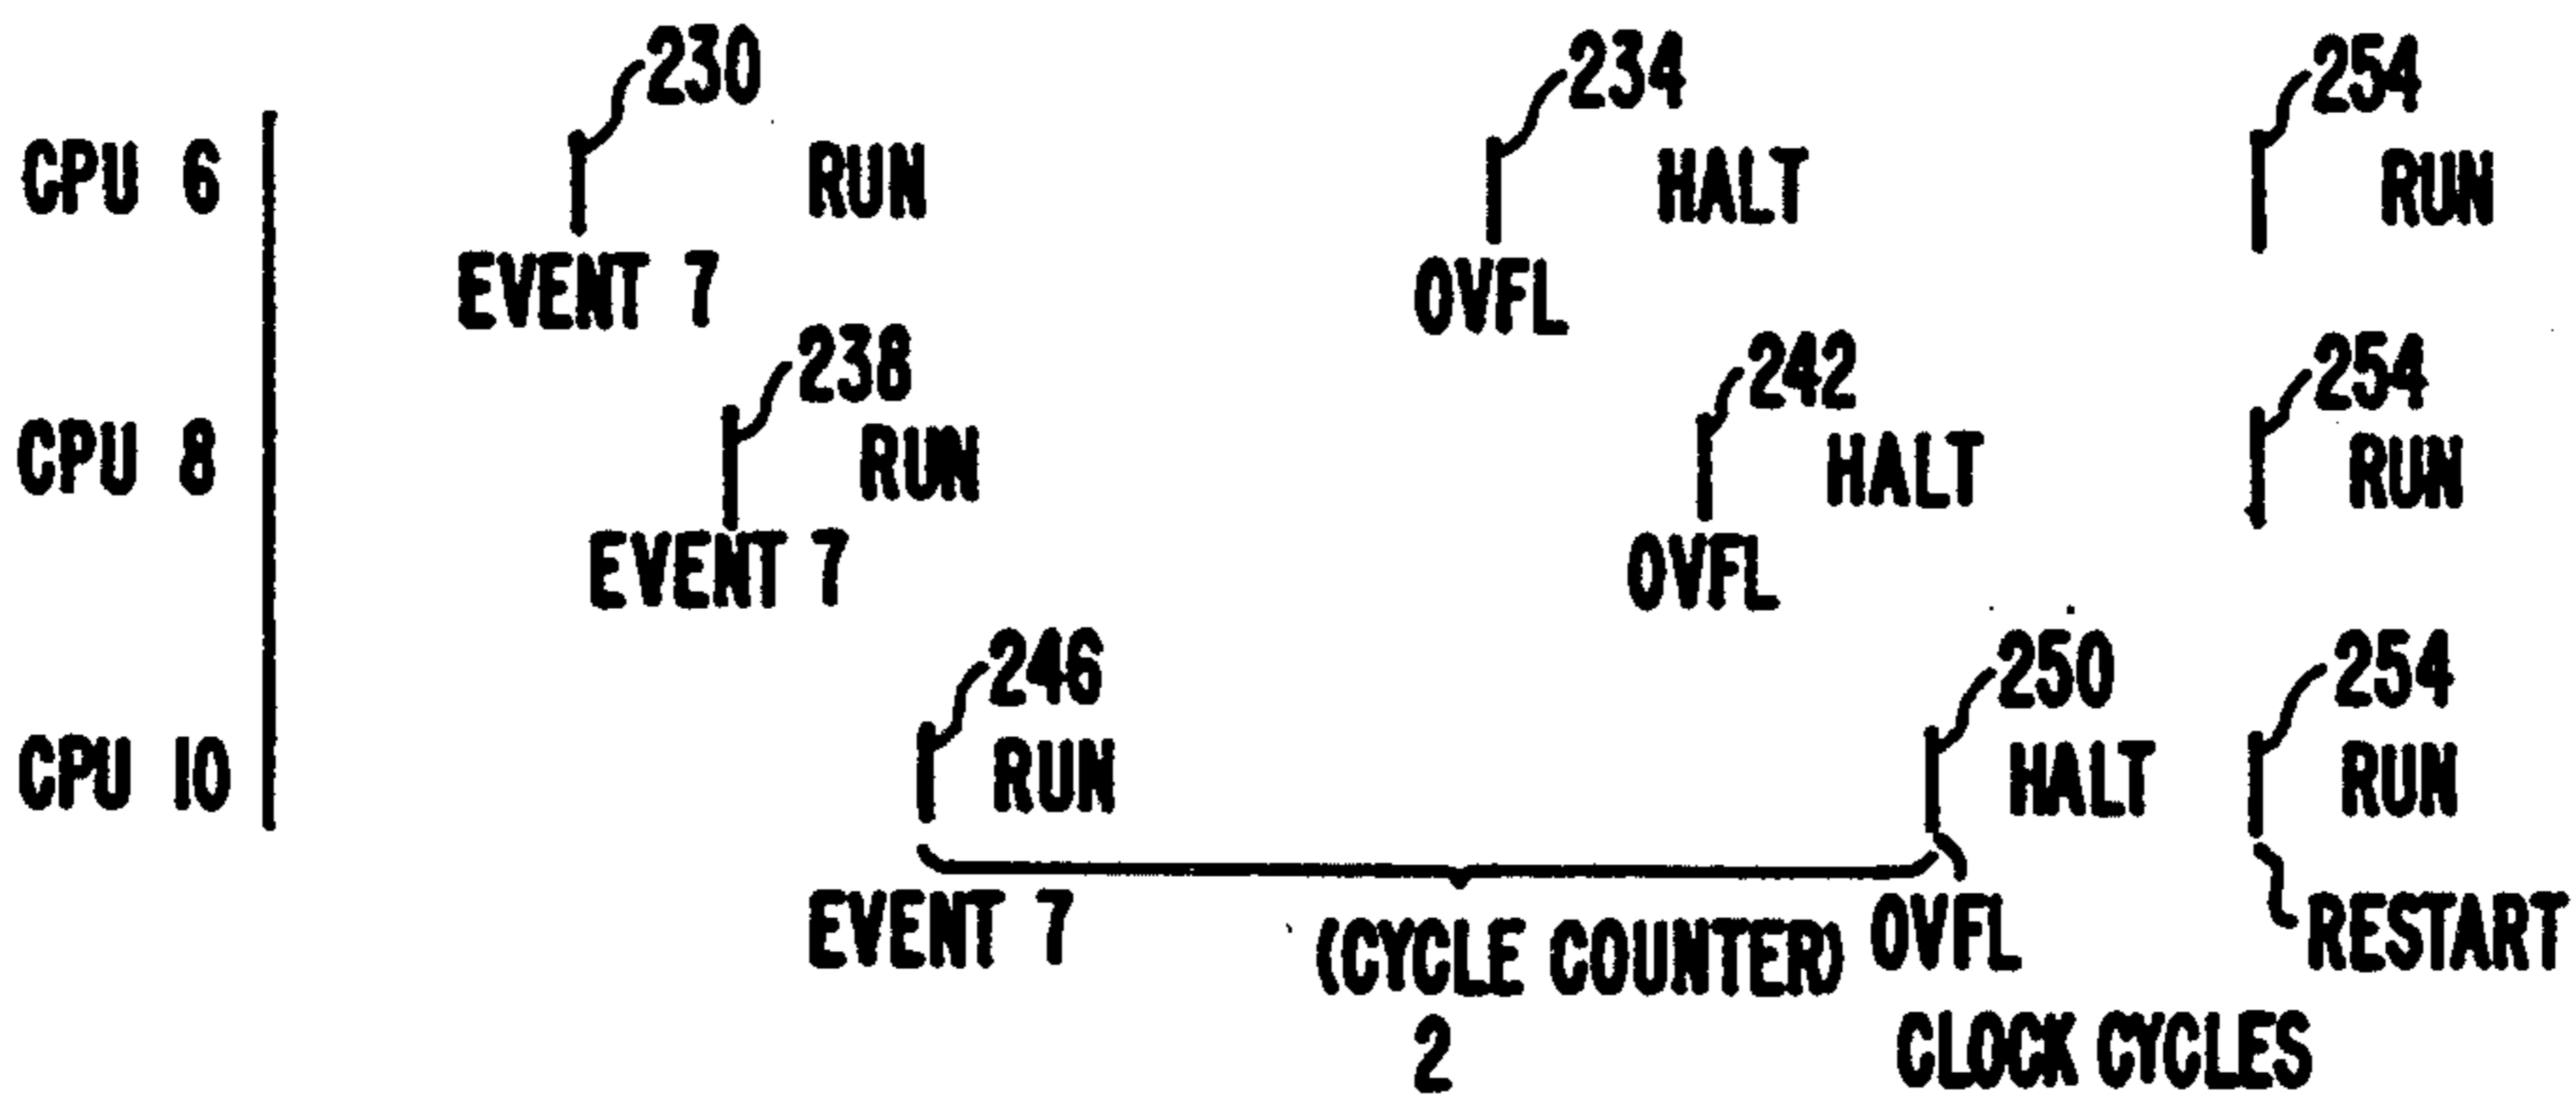 230 234 254
CPU 6 RUN HALT RUN
EVENT 7 OVFL
238 242 254
CPU 8 RUN HALT RUN
EVENT 7 OVFL
246 250 254
CPU 10 RUN HALT RUN
EVENT 7 (CYCLE COUNTER) OVFL RESTART
2 CLOCK CYCLES